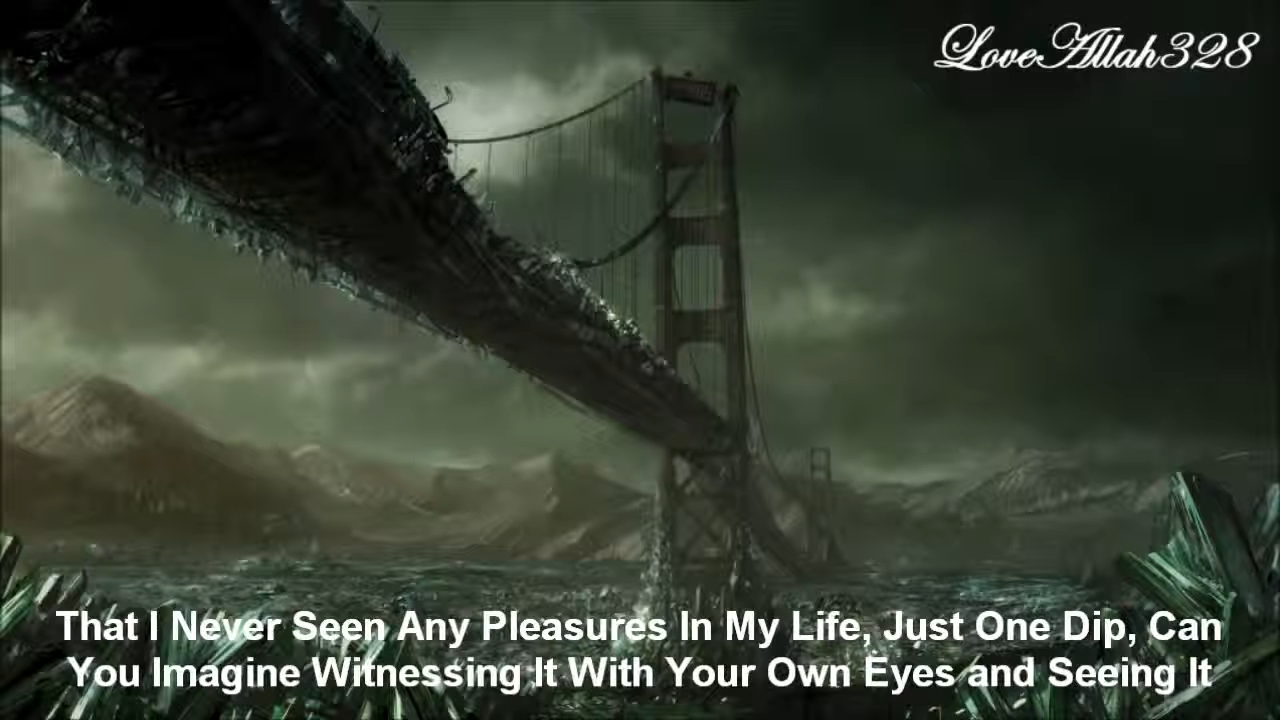 LoveAllah328
That I Never Seen Any Pleasures In My Life, Just One Dip, Can
You Imagine Witnessing It With Your Own Eyes and Seeing It